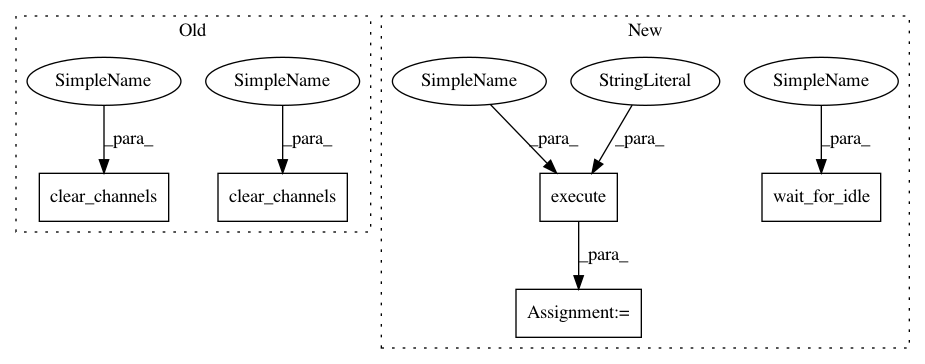 Old
New
SimpleName
SimpleName
SimpleName
StringLiteral
SimpleName
_para_
_para_
_para_
_para_
_para_
clear_channels
clear_channels
execute
wait_for_idle
_para_
Assignment:=